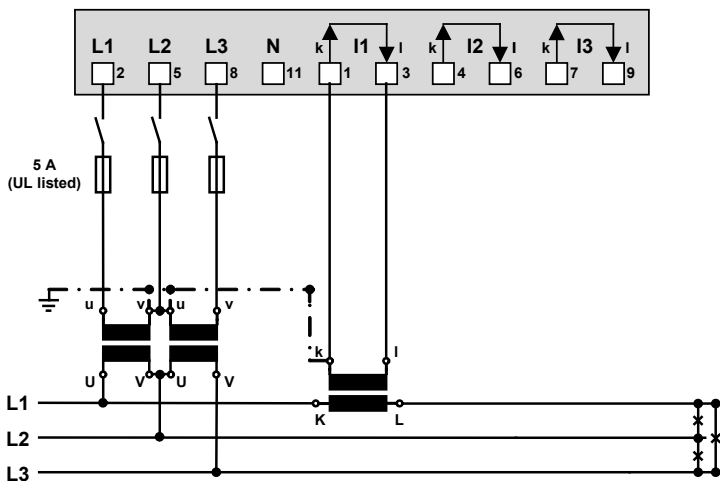 L1 L2 L3 N k I1 l k I2 l k I3 l
2 5 8 11 1 3 4 6 7 9
5 A
(UL listed)
u v u v
k l
U V U V
L1
K L
L2
L3